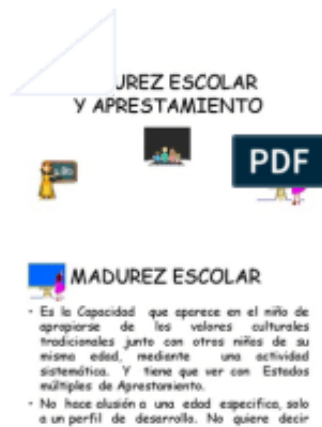 UREZ ESCOLAR
Y APRESTAMIENTO
PDF
MADUREZ ESCOLAR
• Es la Capacidad que aparece en el niño de
apropiarse de los valores culturales
tradicionales junto con otros niños de su
misma edad, mediante una actividad
sistemática. Y tiene que ver con Estados
múltiples de Aprestamiento.
• No hace alusión a una edad especifica, solo
a un perfil de desarrollo. No quiere decir